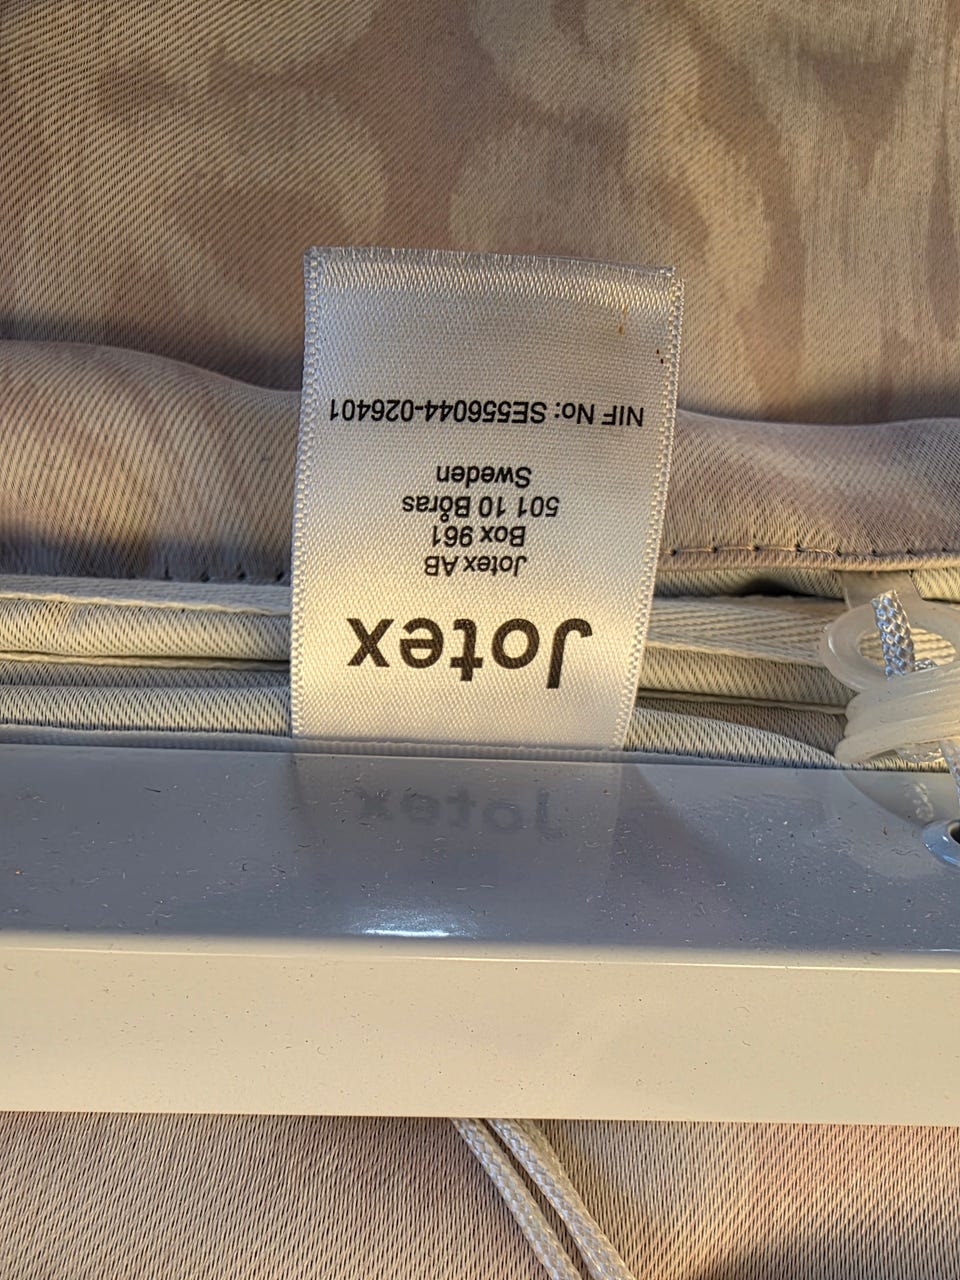 Jotex
Jotex AB
Box 961
501 10 Borås
Sweden
NIF No: SE556044-026401